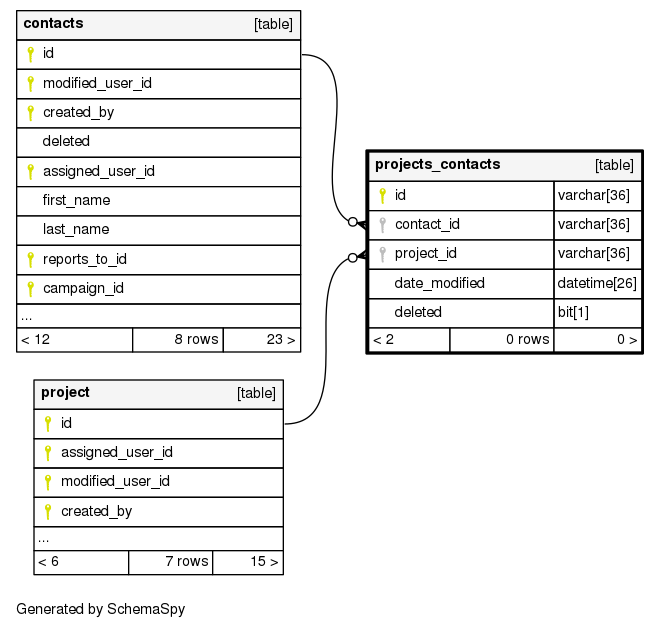 contacts [table]
id
modified_user_id
created_by
deleted
assigned_user_id
first_name
last_name
reports_to_id
campaign_id
...
< 12 8 rows 23 >
projects_contacts [table]
id varchar[36]
contact_id varchar[36]
project_id varchar[36]
date_modified datetime[26]
deleted bit[1]
< 2 0 rows 0 >
project [table]
id
assigned_user_id
modified_user_id
created_by
...
< 6 7 rows 15 >
Generated by SchemaSpy